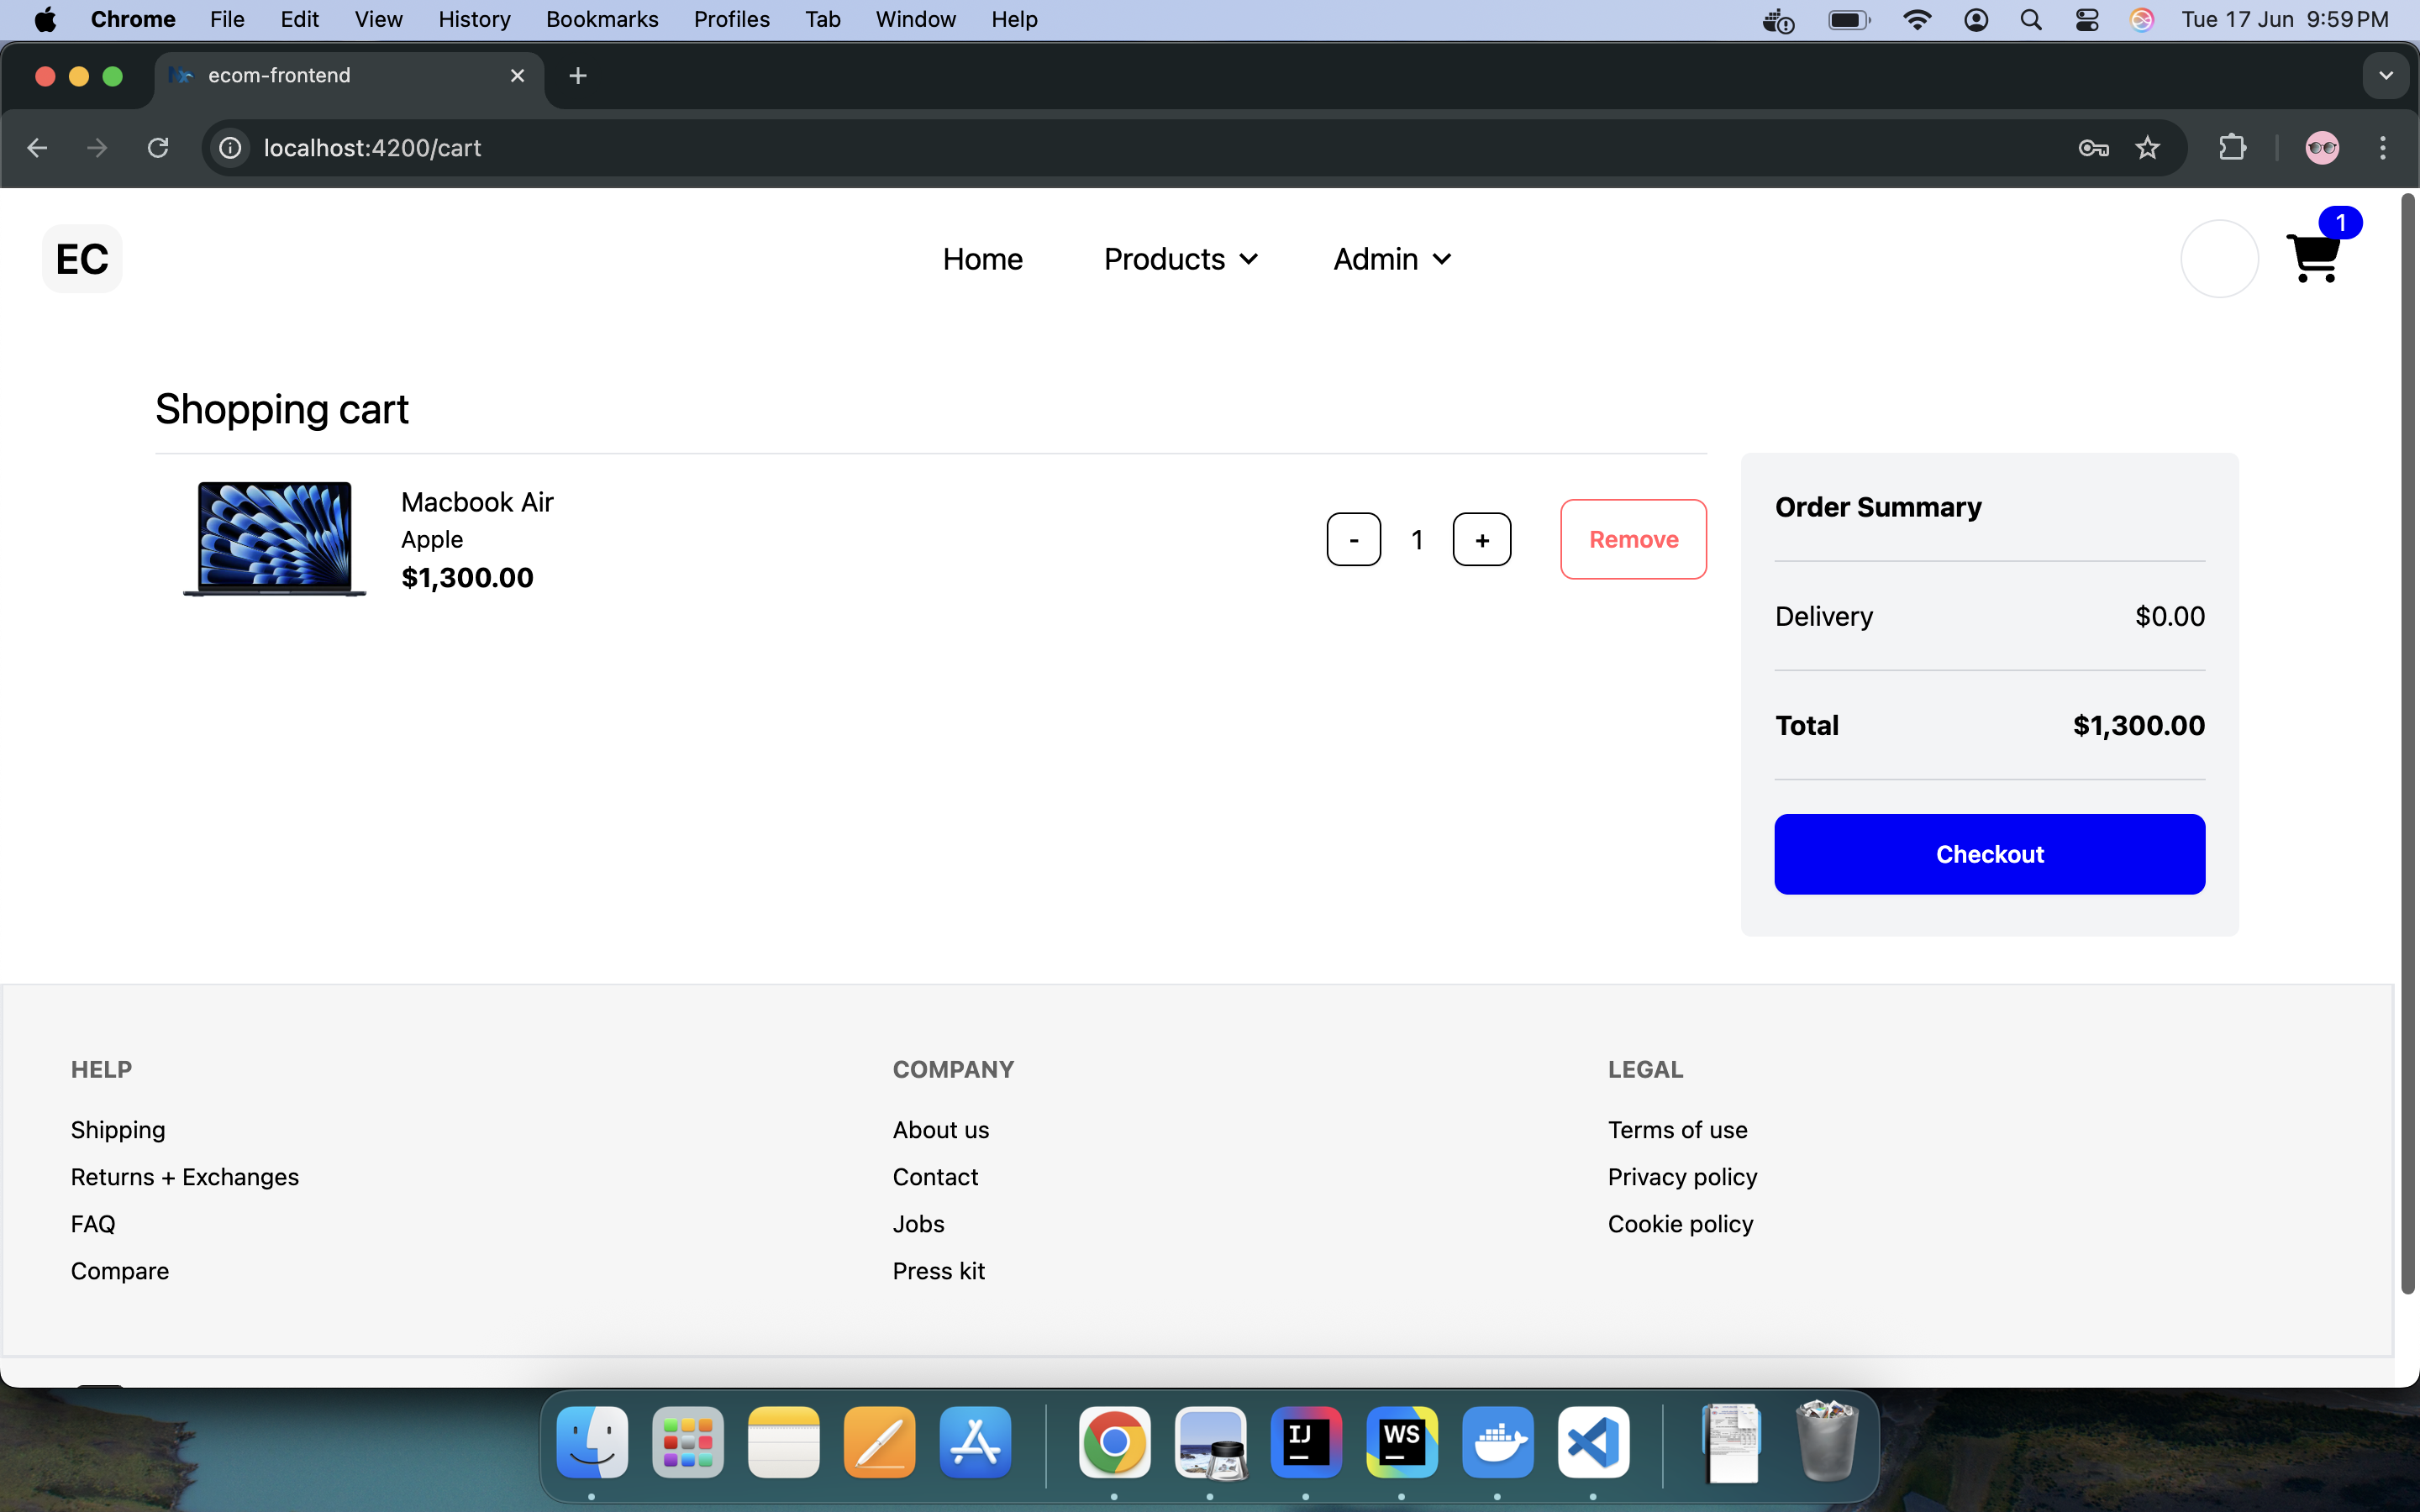 Chrome File Edit View History Bookmarks Profiles Tab Window Help Tue 17 Jun 9:59 PM
ecom-frontend
localhost:4200/cart
EC Home Products Admin 1
Shopping cart
Macbook Air
Apple
$1,300.00
- 1 + Remove
Order Summary
Delivery $0.00
Total $1,300.00
Checkout
HELP
Shipping
Returns + Exchanges
FAQ
Compare
COMPANY
About us
Contact
Jobs
Press kit
LEGAL
Terms of use
Privacy policy
Cookie policy
IJ
WS